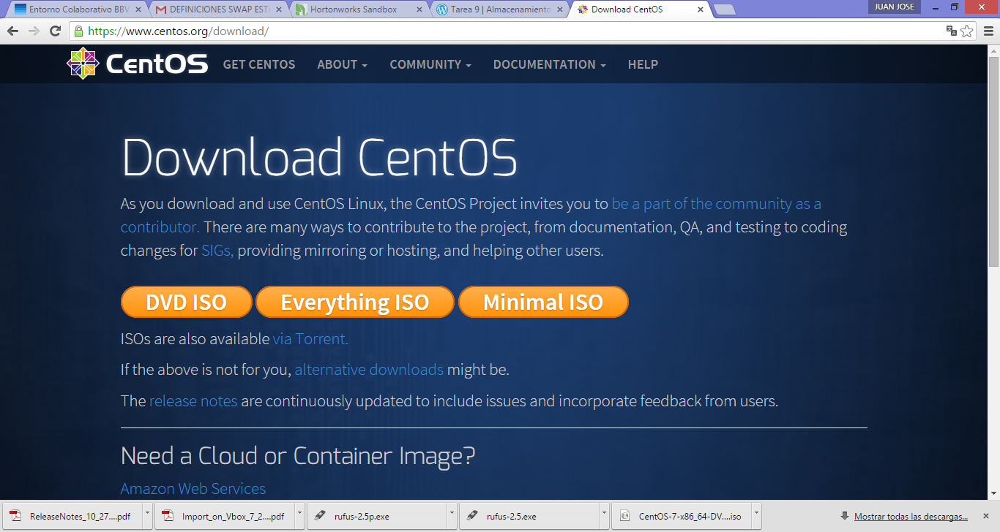 Entorno Colaborativo BBV
DEFINICIONES SWAP EST
Hortonworks Sandbox
Tarea 9 | Almacenamiento
Download CentOS
JUAN JOSE
https://www.centos.org/download/
CentOS
GET CENTOS
ABOUT
COMMUNITY
DOCUMENTATION
HELP
Download CentOS
As you download and use CentOS Linux, the CentOS Project invites you to be a part of the community as a
contributor. There are many ways to contribute to the project, from documentation, QA, and testing to coding
changes for SIGs, providing mirroring or hosting, and helping other users.
DVD ISO
Everything ISO
Minimal ISO
ISOs are also available via Torrent.
If the above is not for you, alternative downloads might be.
The release notes are continuously updated to include issues and incorporate feedback from users.
Need a Cloud or Container Image?
Amazon Web Services
ReleaseNotes_10_27....pdf
Import_on_Vbox_7_2....pdf
rufus-2.5p.exe
rufus-2.5.exe
CentOS-7-x86_64-DV....iso
Mostrar todas las descargas...